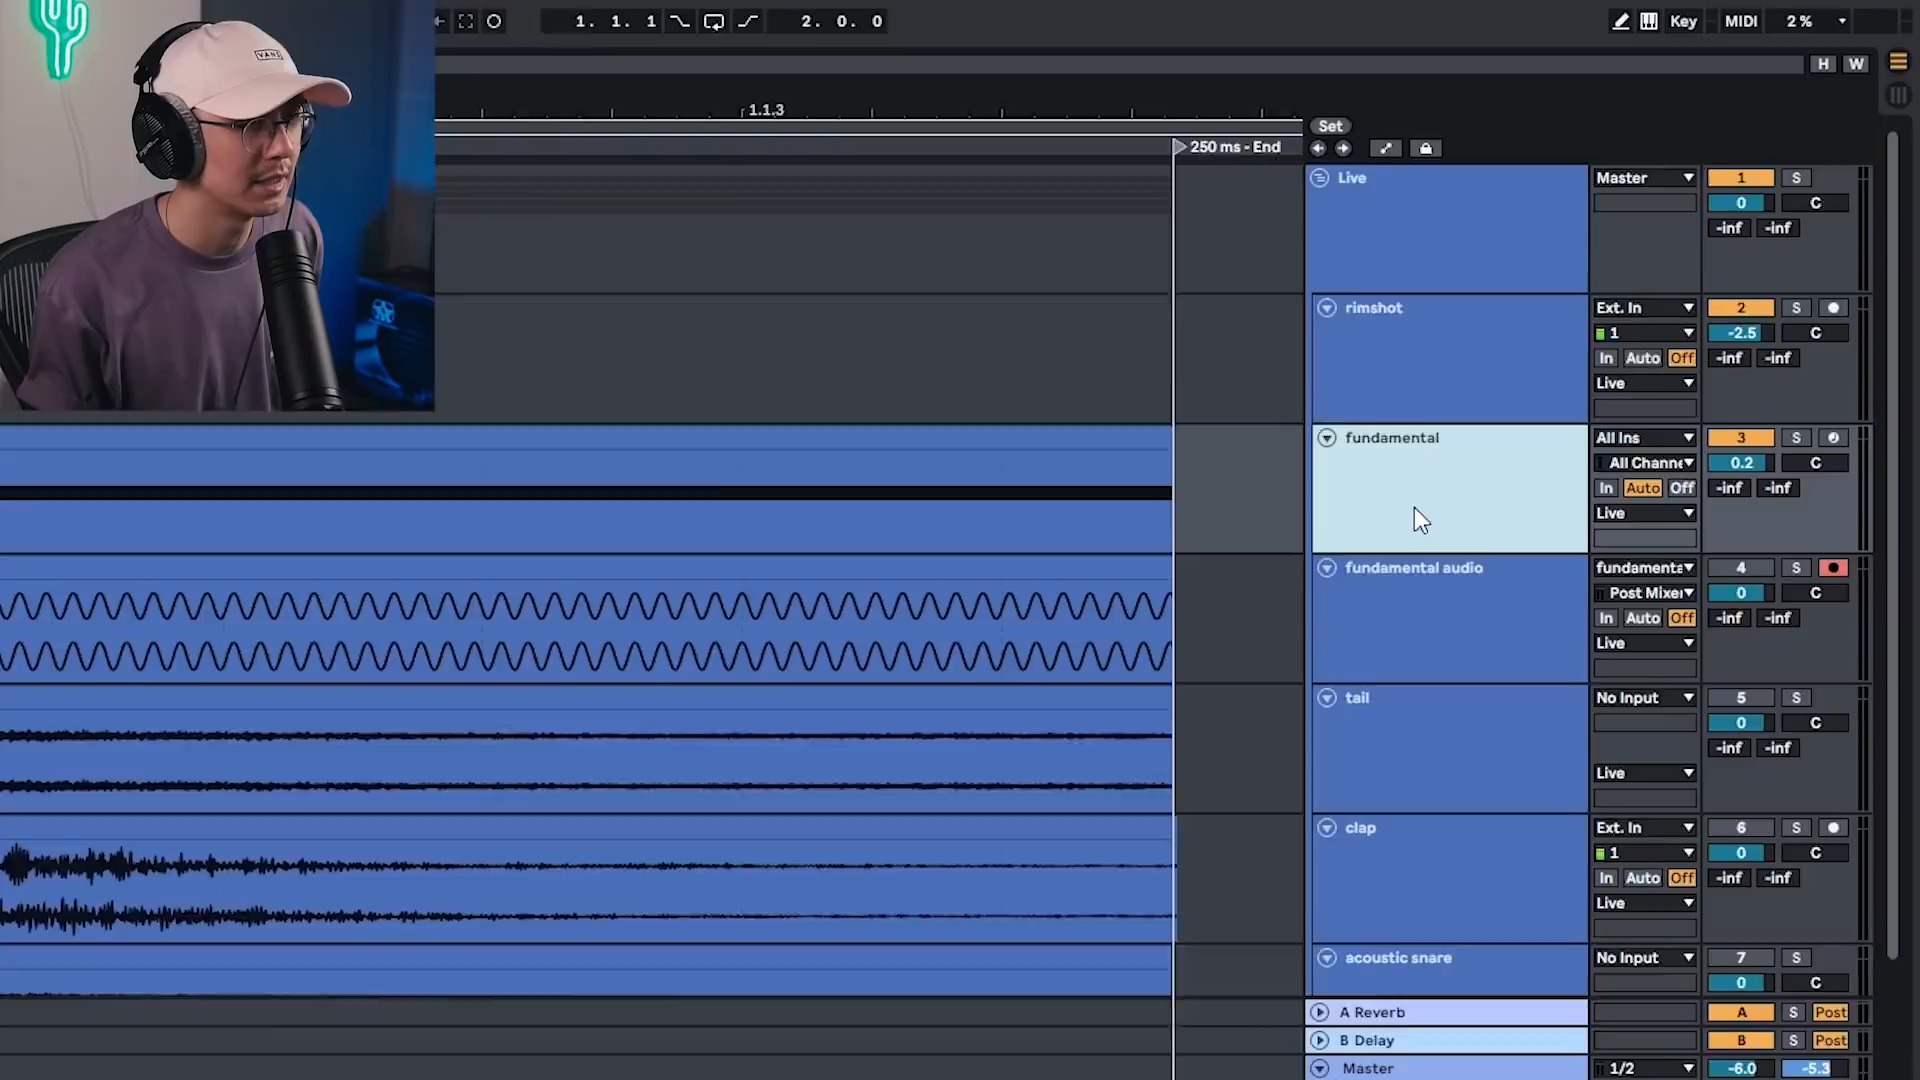 VANS
1. 1. 1
2. 0. 0
Key
MIDI
2 %
H W
1.1.3
Set
250 ms - End
Live
Master
1 S
0 C
-inf -inf
rimshot
Ext. In
2 S
1
-2.5 C
In Auto Off
-inf -inf
Live
fundamental
All Ins
3 S
All Channe
0.2 C
In Auto Off
-inf -inf
Live
fundamental audio
fundamenta
4 S
Post Mixer
0 C
In Auto Off
-inf -inf
Live
tail
No Input
5 S
0 C
-inf -inf
Live
clap
Ext. In
6 S
1
0 C
In Auto Off
-inf -inf
Live
acoustic snare
No Input
7 S
0 C
A Reverb
A S Post
B Delay
B S Post
Master
1/2
-6.0 -5.3